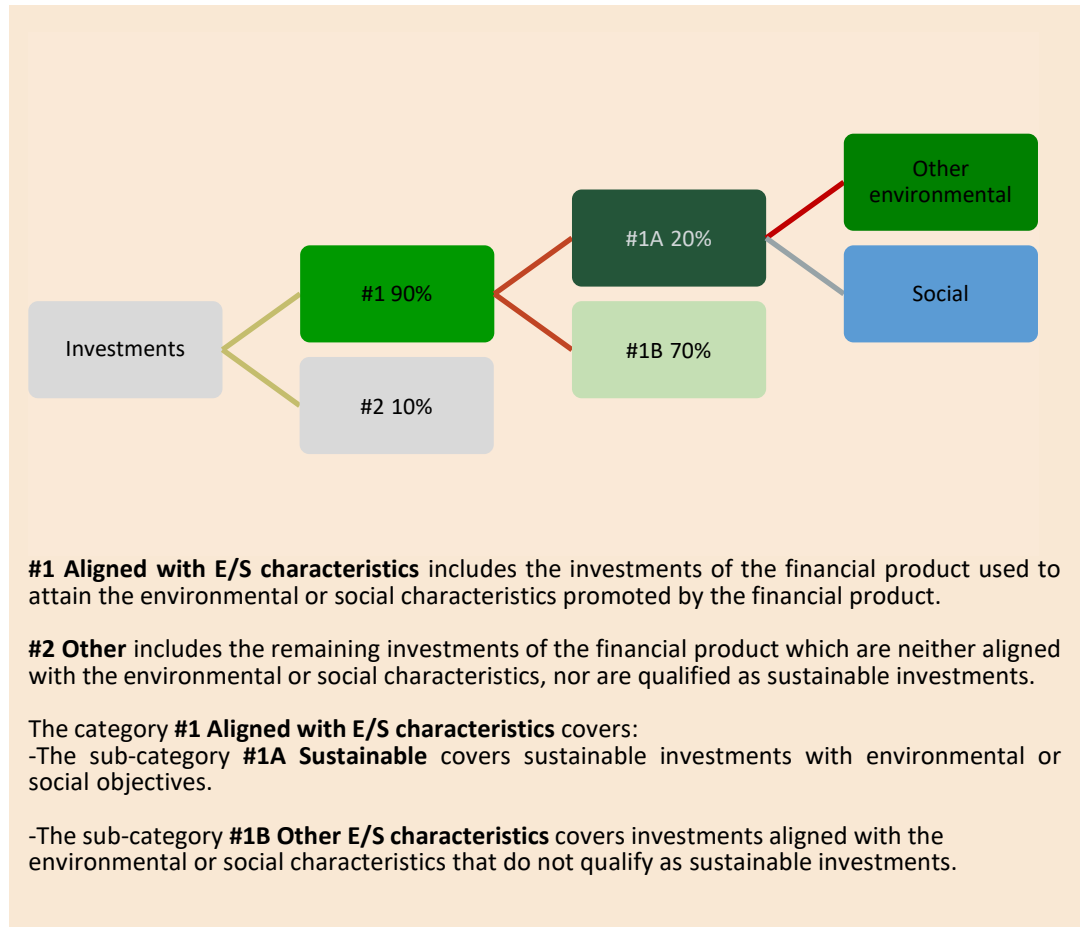 Other
environmental
#1A 20%
#1 90%
Social
Investments
#1B 70%
#2 10%
#1 Aligned with E/S characteristics includes the investments of the financial product used to
attain the environmental or social characteristics promoted by the financial product.
#2 Other includes the remaining investments of the financial product which are neither aligned
with the environmental or social characteristics, nor are qualified as sustainable investments.
The category #1 Aligned with E/S characteristics covers:
-The sub-category #1A Sustainable covers sustainable investments with environmental or
social objectives.
-The sub-category #1B Other E/S characteristics covers investments aligned with the
environmental or social characteristics that do not qualify as sustainable investments.